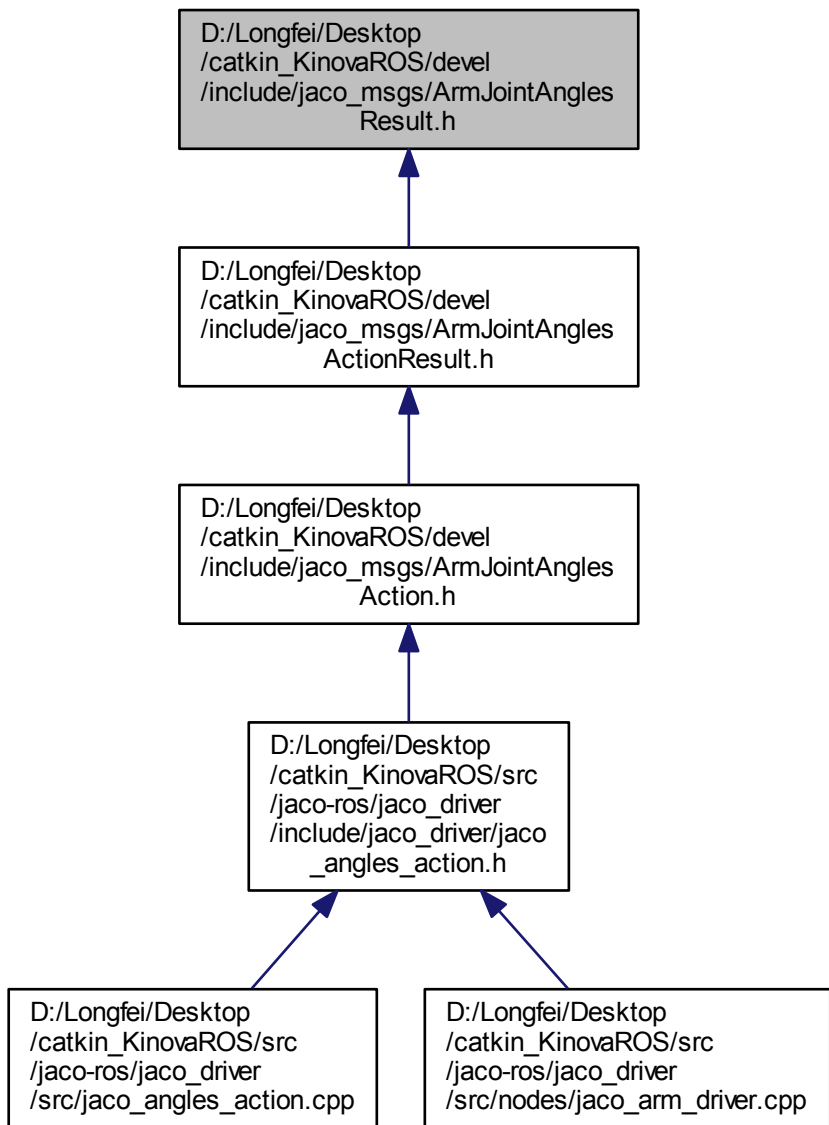 D:/Longfei/Desktop
/catkin_KinovaROS/devel
/include/jaco_msgs/ArmJointAngles
Result.h
D:/Longfei/Desktop
/catkin_KinovaROS/devel
/include/jaco_msgs/ArmJointAngles
ActionResult.h
D:/Longfei/Desktop
/catkin_KinovaROS/devel
/include/jaco_msgs/ArmJointAngles
Action.h
D:/Longfei/Desktop
/catkin_KinovaROS/src
/jaco-ros/jaco_driver
/include/jaco_driver/jaco
_angles_action.h
D:/Longfei/Desktop
/catkin_KinovaROS/src
/jaco-ros/jaco_driver
/src/jaco_angles_action.cpp
D:/Longfei/Desktop
/catkin_KinovaROS/src
/jaco-ros/jaco_driver
/src/nodes/jaco_arm_driver.cpp